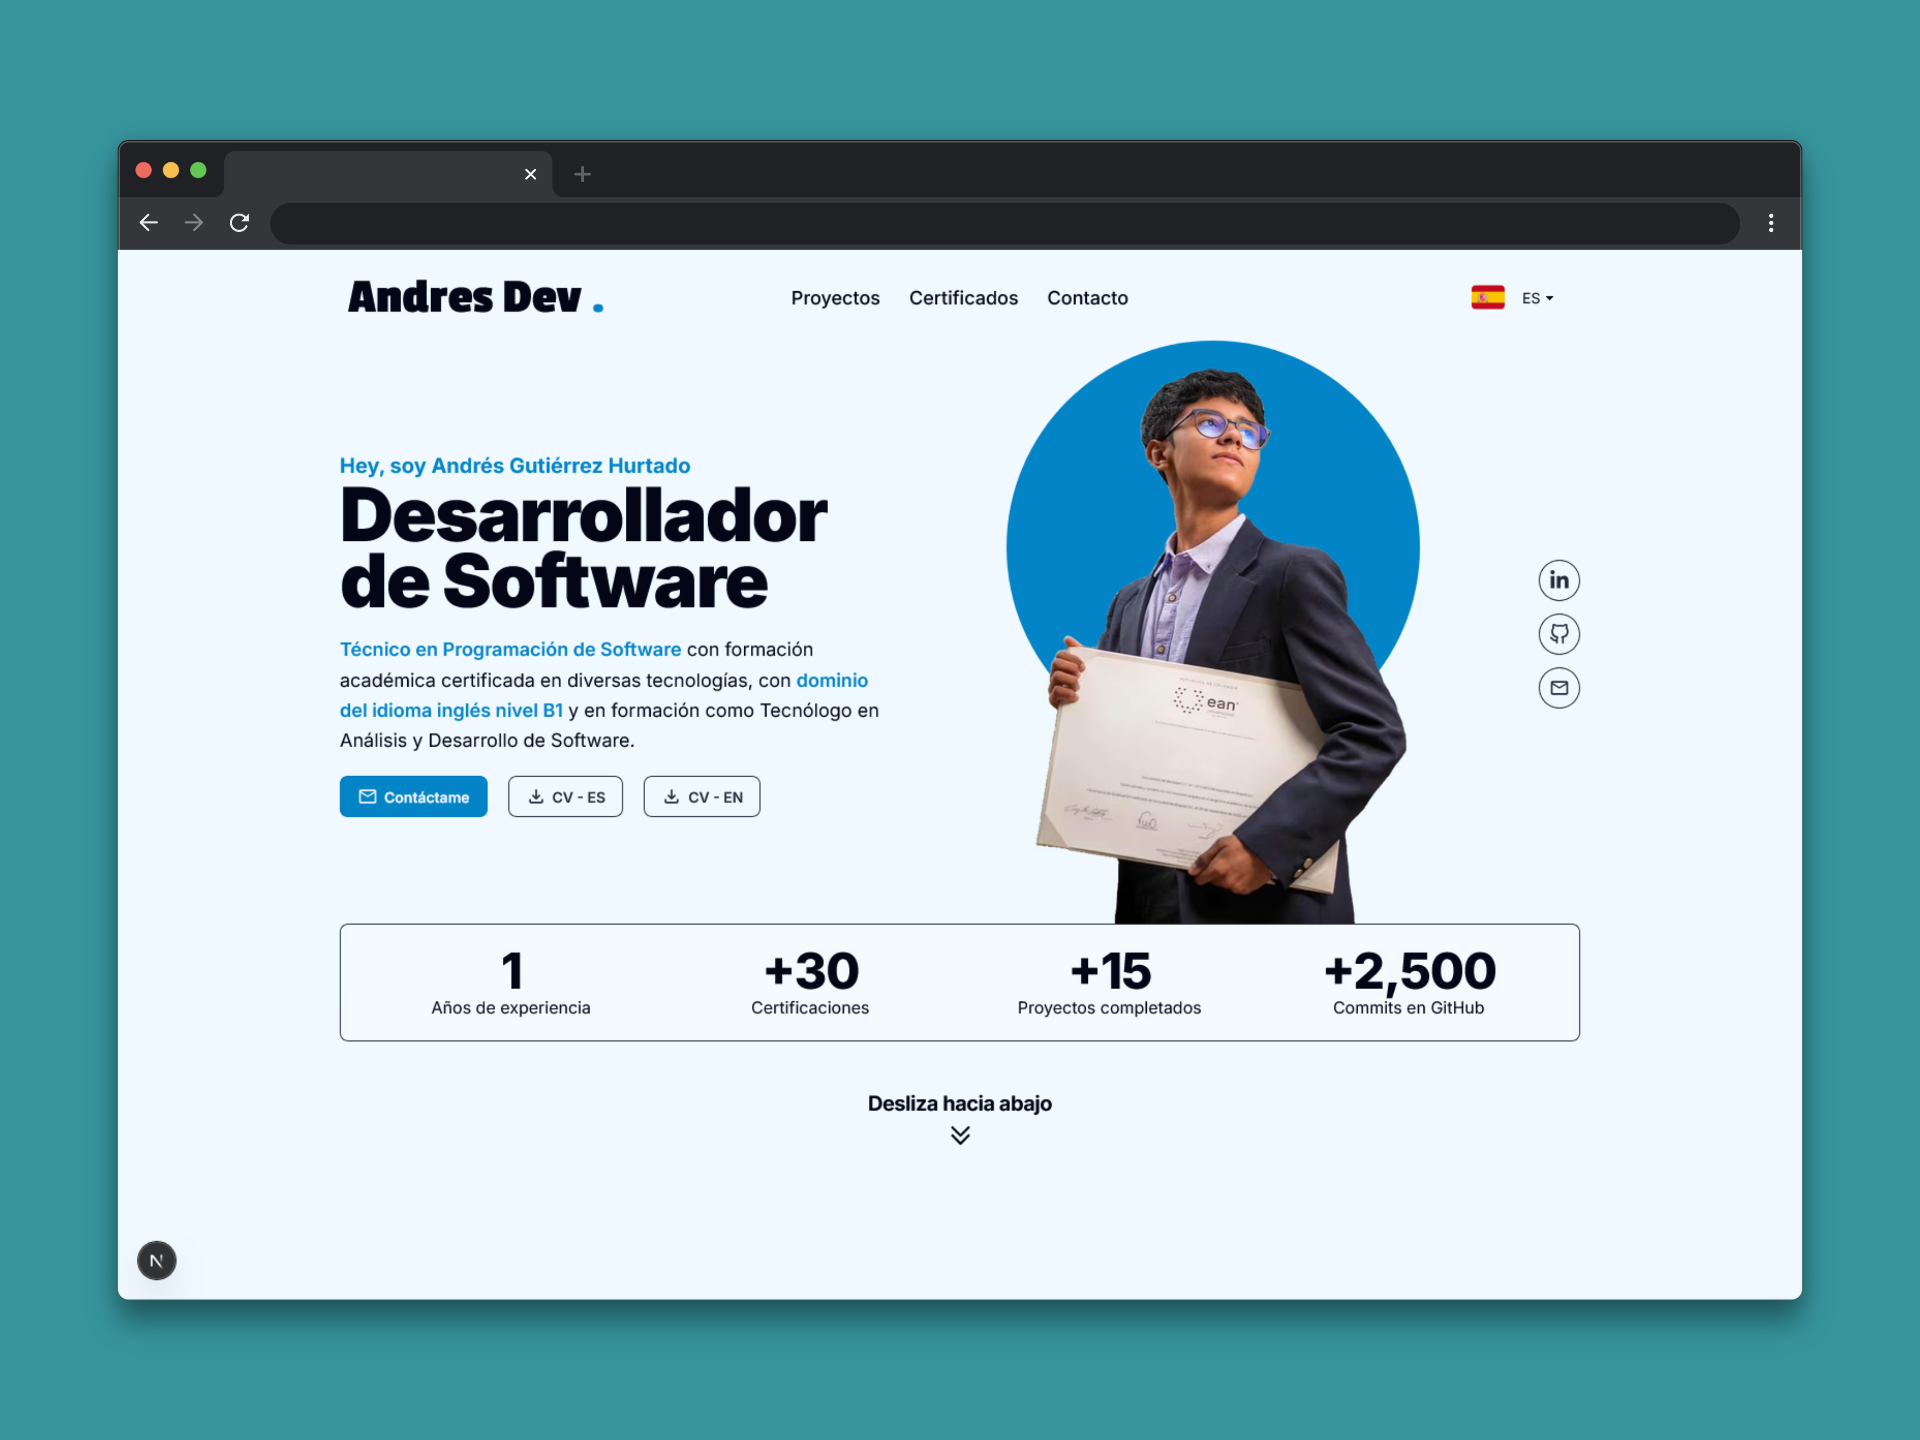 Andres Dev .
Proyectos Certificados Contacto
ES
Hey, soy Andrés Gutiérrez Hurtado
Desarrollador
de Software
Técnico en Programación de Software con formación
académica certificada en diversas tecnologías, con dominio
del idioma inglés nivel B1 y en formación como Tecnólogo en
Análisis y Desarrollo de Software.
Contáctame CV - ES CV - EN
ean
in
1 +30 +15 +2,500
Años de experiencia Certificaciones Proyectos completados Commits en GitHub
Desliza hacia abajo
N